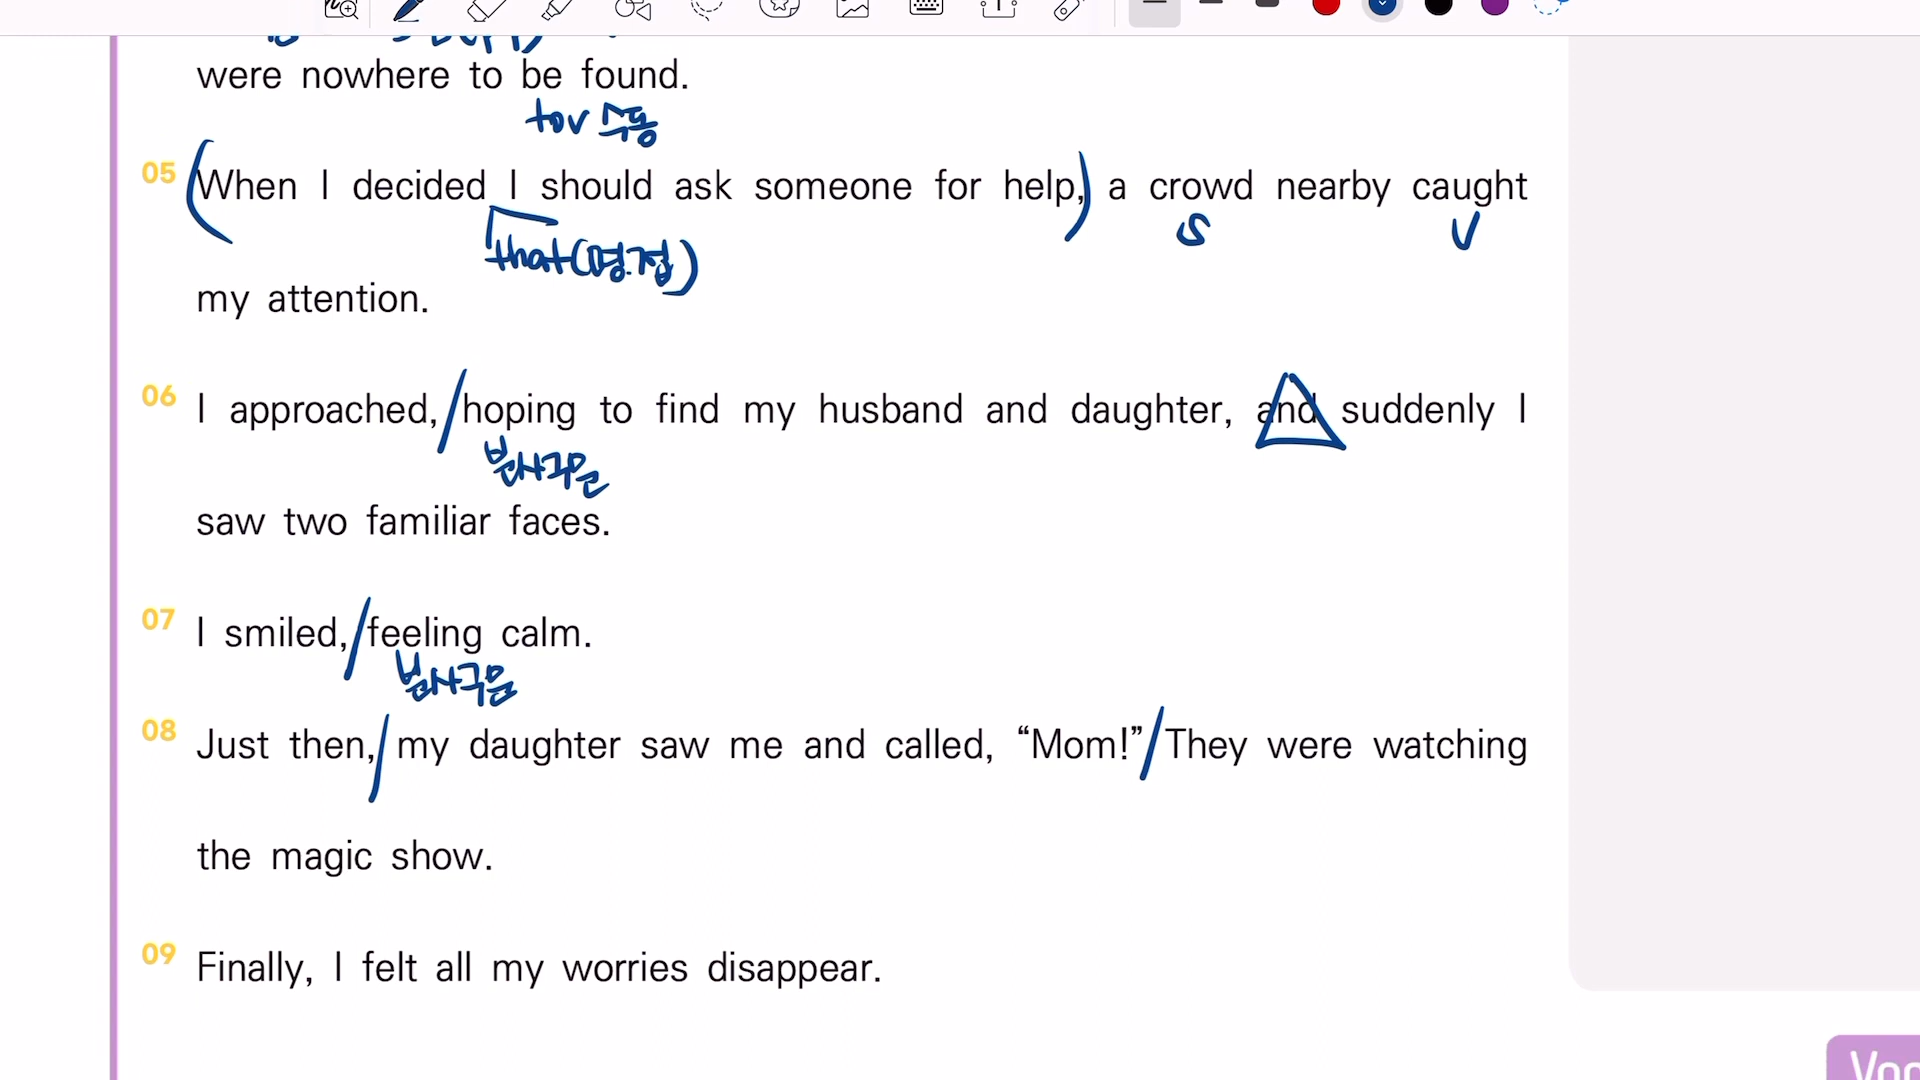 were nowhere to be found.
tov 수동
05 When I decided I should ask someone for help, a crowd nearby caught
S V
that(명.접)
my attention.
06 I approached, hoping to find my husband and daughter, and suddenly I
분사구문
saw two familiar faces.
07 I smiled, feeling calm.
분사구문
08 Just then, my daughter saw me and called, “Mom!” They were watching
the magic show.
09 Finally, I felt all my worries disappear.